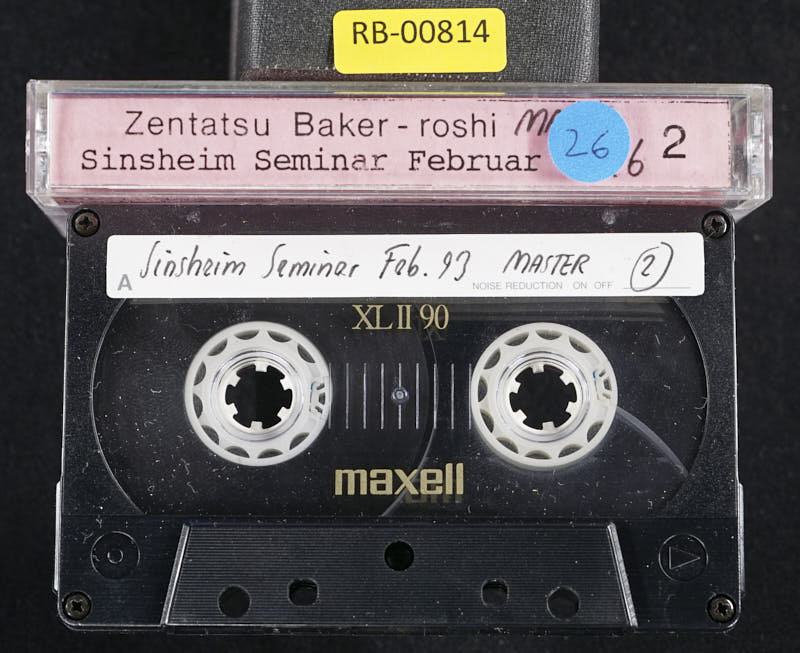 RB-00814
Zentatsu Baker-roshi 2
Sinsheim Seminar Februar 6
26
A Sinsheim Seminar Feb. 93 MASTER 2
NOISE REDUCTION ON OFF
XL II 90
maxell